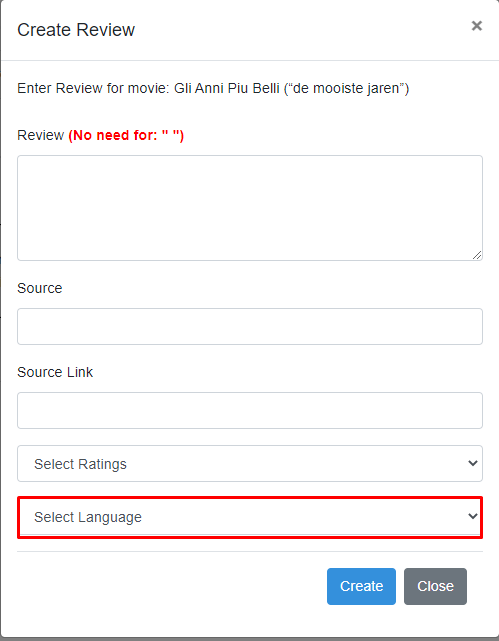 Create Review
×
Enter Review for movie: Gli Anni Piu Belli (“de mooiste jaren”)
Review (No need for: " ")
Source
Source Link
Select Ratings
Select Language
Create Close